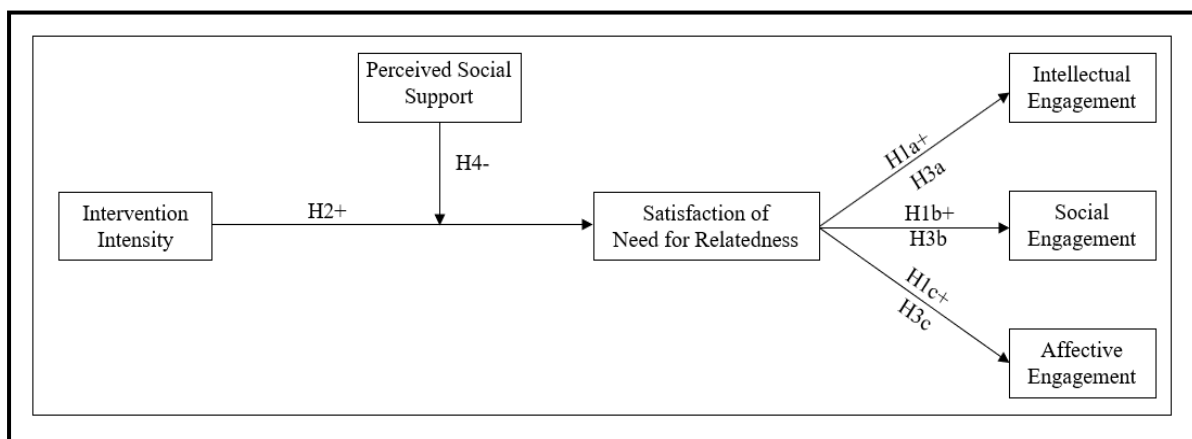 Perceived Social
Support
H4-
Intervention
Intensity
H2+
Satisfaction of
Need for Relatedness
H1a+
H3a
Intellectual
Engagement
H1b+
H3b
Social
Engagement
H1c+
H3c
Affective
Engagement